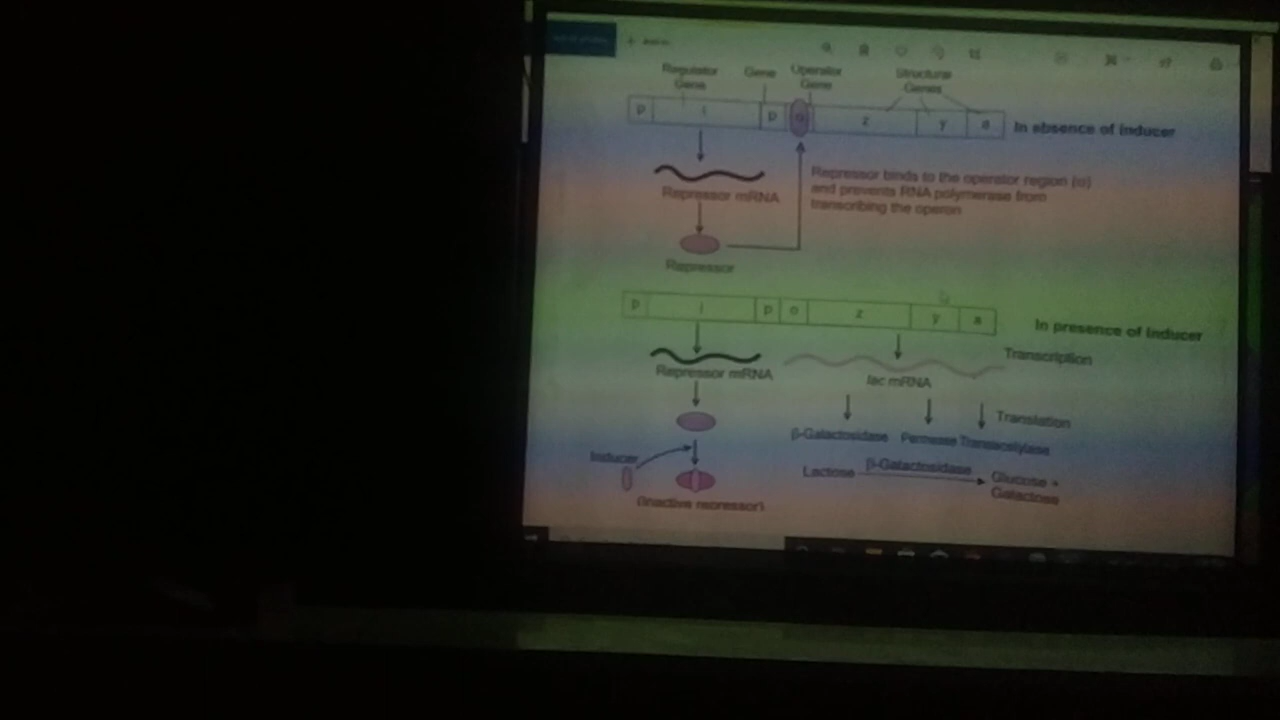 Regulator Gene
Gene
Operator Gene
Structural Genes
p i p o z y a
In absence of inducer
Repressor mRNA
Repressor binds to the operator region (o)
and prevents RNA polymerase from
transcribing the operon
Repressor
p i p o z y a
In presence of inducer
Repressor mRNA
lac mRNA
Transcription
Translation
β-Galactosidase Permease Transacetylase
Inducer
Lactose β-Galactosidase Glucose +
Galactose
(Inactive repressor)